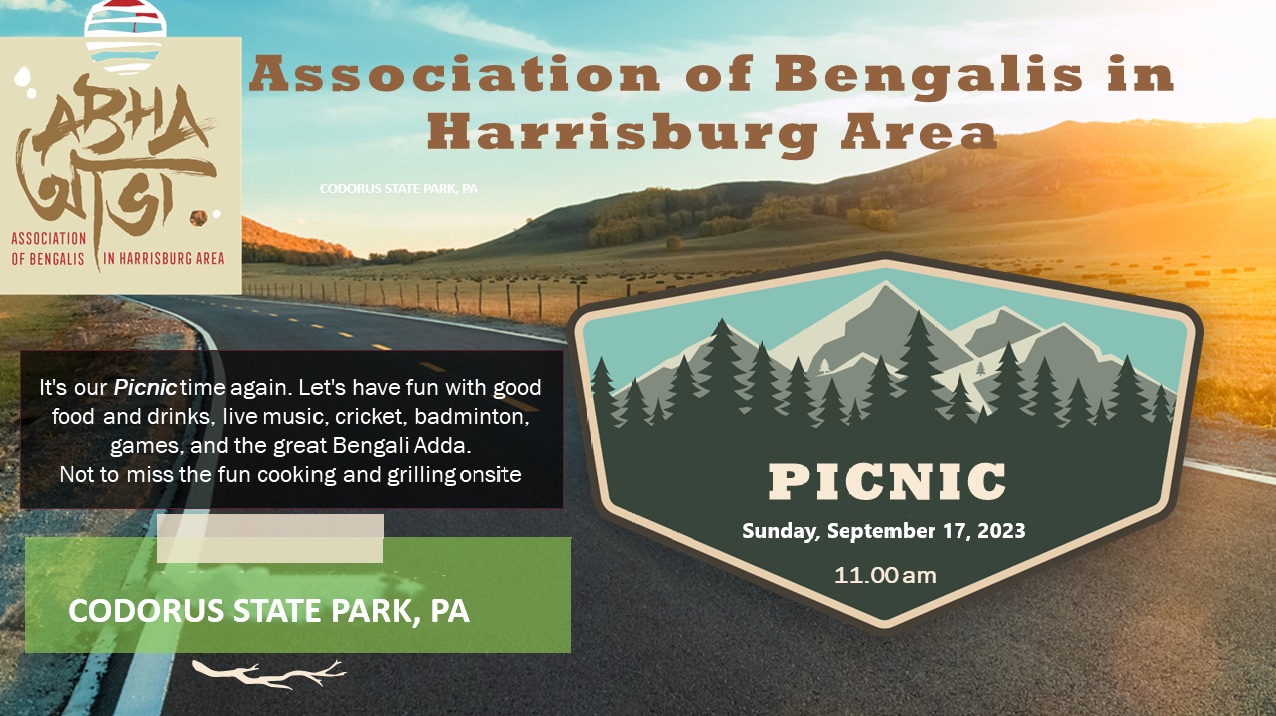 Association of Bengalis in
Harrisburg Area
ABHA
আভা
ASSOCIATION
OF BENGALIS
IN HARRISBURG AREA
CODORUS STATE PARK, PA
It's our Picnic time again. Let's have fun with good
food and drinks, live music, cricket, badminton,
games, and the great Bengali Adda.
Not to miss the fun cooking and grilling onsite
CODORUS STATE PARK, PA
PICNIC
Sunday, September 17, 2023
11.00 am